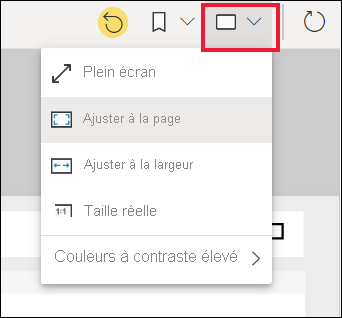 Plein écran
Ajuster à la page
Ajuster à la largeur
1:1 Taille réelle
Couleurs à contraste élevé